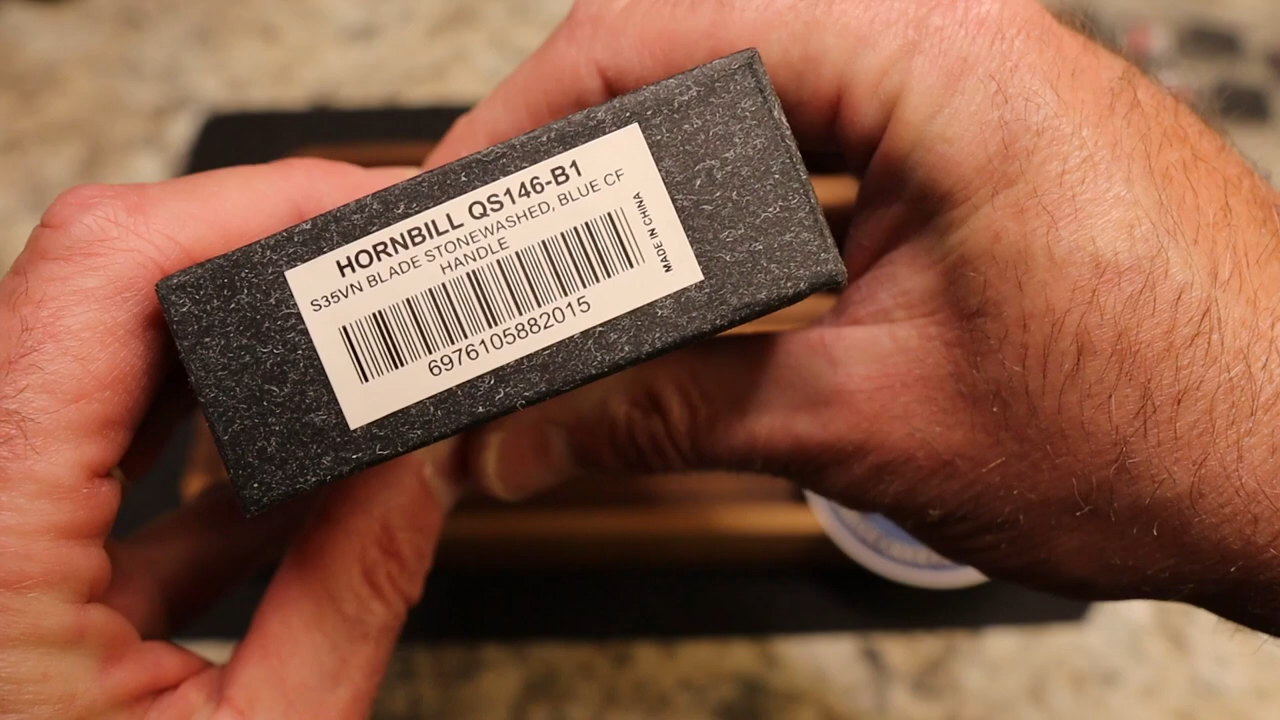 HORNBILL QS146-B1
S35VN BLADE STONEWASHED, BLUE CF
HANDLE
MADE IN CHINA
6976105882015